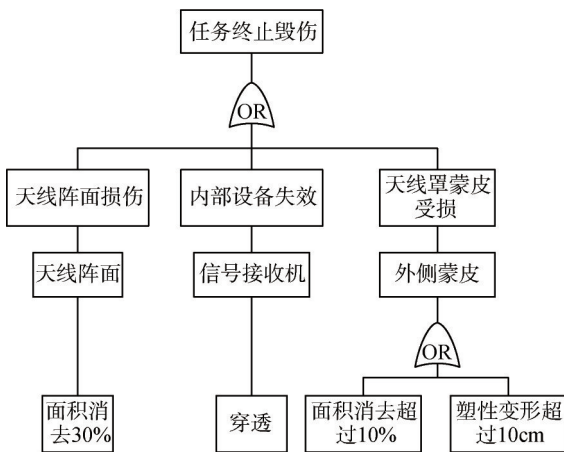 任务终止毁伤
OR
天线阵面损伤
内部设备失效
天线罩蒙皮
受损
天线阵面
信号接收机
外侧蒙皮
OR
面积消
去30%
穿透
面积消去超
过10%
塑性变形超
过10cm